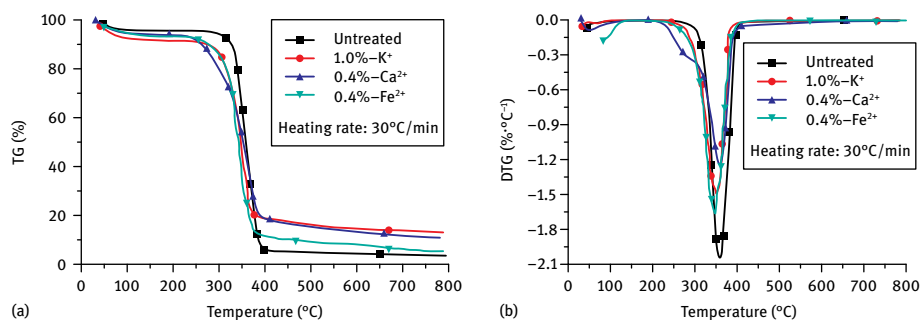 100
80
60
40
20
0
TG (%)
0 100 200 300 400 500 600 700 800
Temperature (°C)
Untreated
1.0%–K⁺
0.4%–Ca²⁺
0.4%–Fe²⁺
Heating rate: 30°C/min
(a)
−0.0
−0.3
−0.6
−0.9
−1.2
−1.5
−1.8
−2.1
DTG (%·°C⁻¹)
0 100 200 300 400 500 600 700 800
Temperature (°C)
Untreated
1.0%–K⁺
0.4%–Ca²⁺
0.4%–Fe²⁺
Heating rate: 30°C/min
(b)